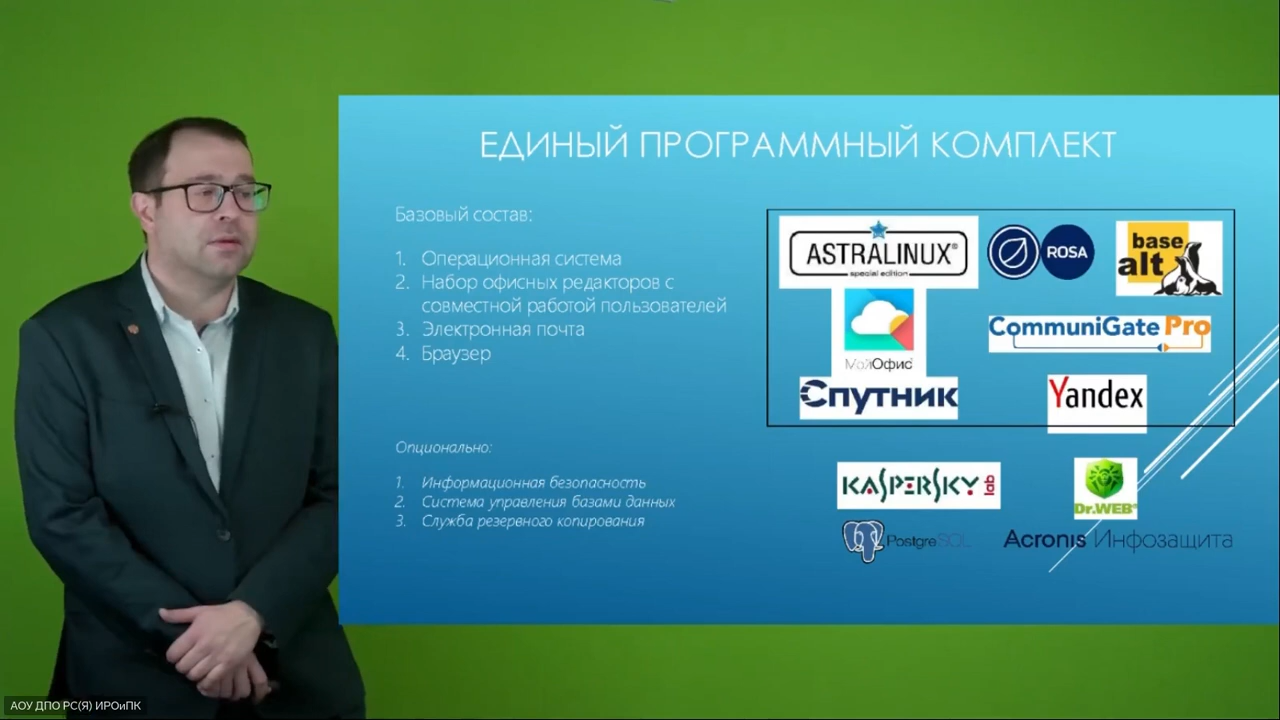 ЕДИНЫЙ ПРОГРАММНЫЙ КОМПЛЕКТ
Базовый состав:
1. Операционная система
2. Набор офисных редакторов с
совместной работой пользователей
3. Электронная почта
4. Браузер
Опционально:
1. Информационная безопасность
2. Система управления базами данных
3. Служба резервного копирования
ASTRALINUX®
special edition
ROSA
base
alt
МойОфис
CommuniGate Pro
Спутник
Yandex
KASPERSKY lab
Dr.WEB®
PostgreSQL
Acronis Инфозащита
АОУ ДПО РС(Я) ИРОиПК